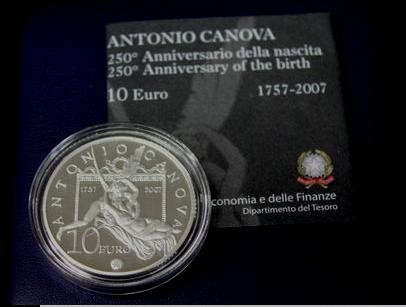 ANTONIO CANOVA
250° Anniversario della nascita
250° Anniversary of the birth
10 Euro 1757-2007
conomia e delle Finanze
Dipartimento del Tesoro
ANTONIO CANOVA
1757 2007
10 EURO